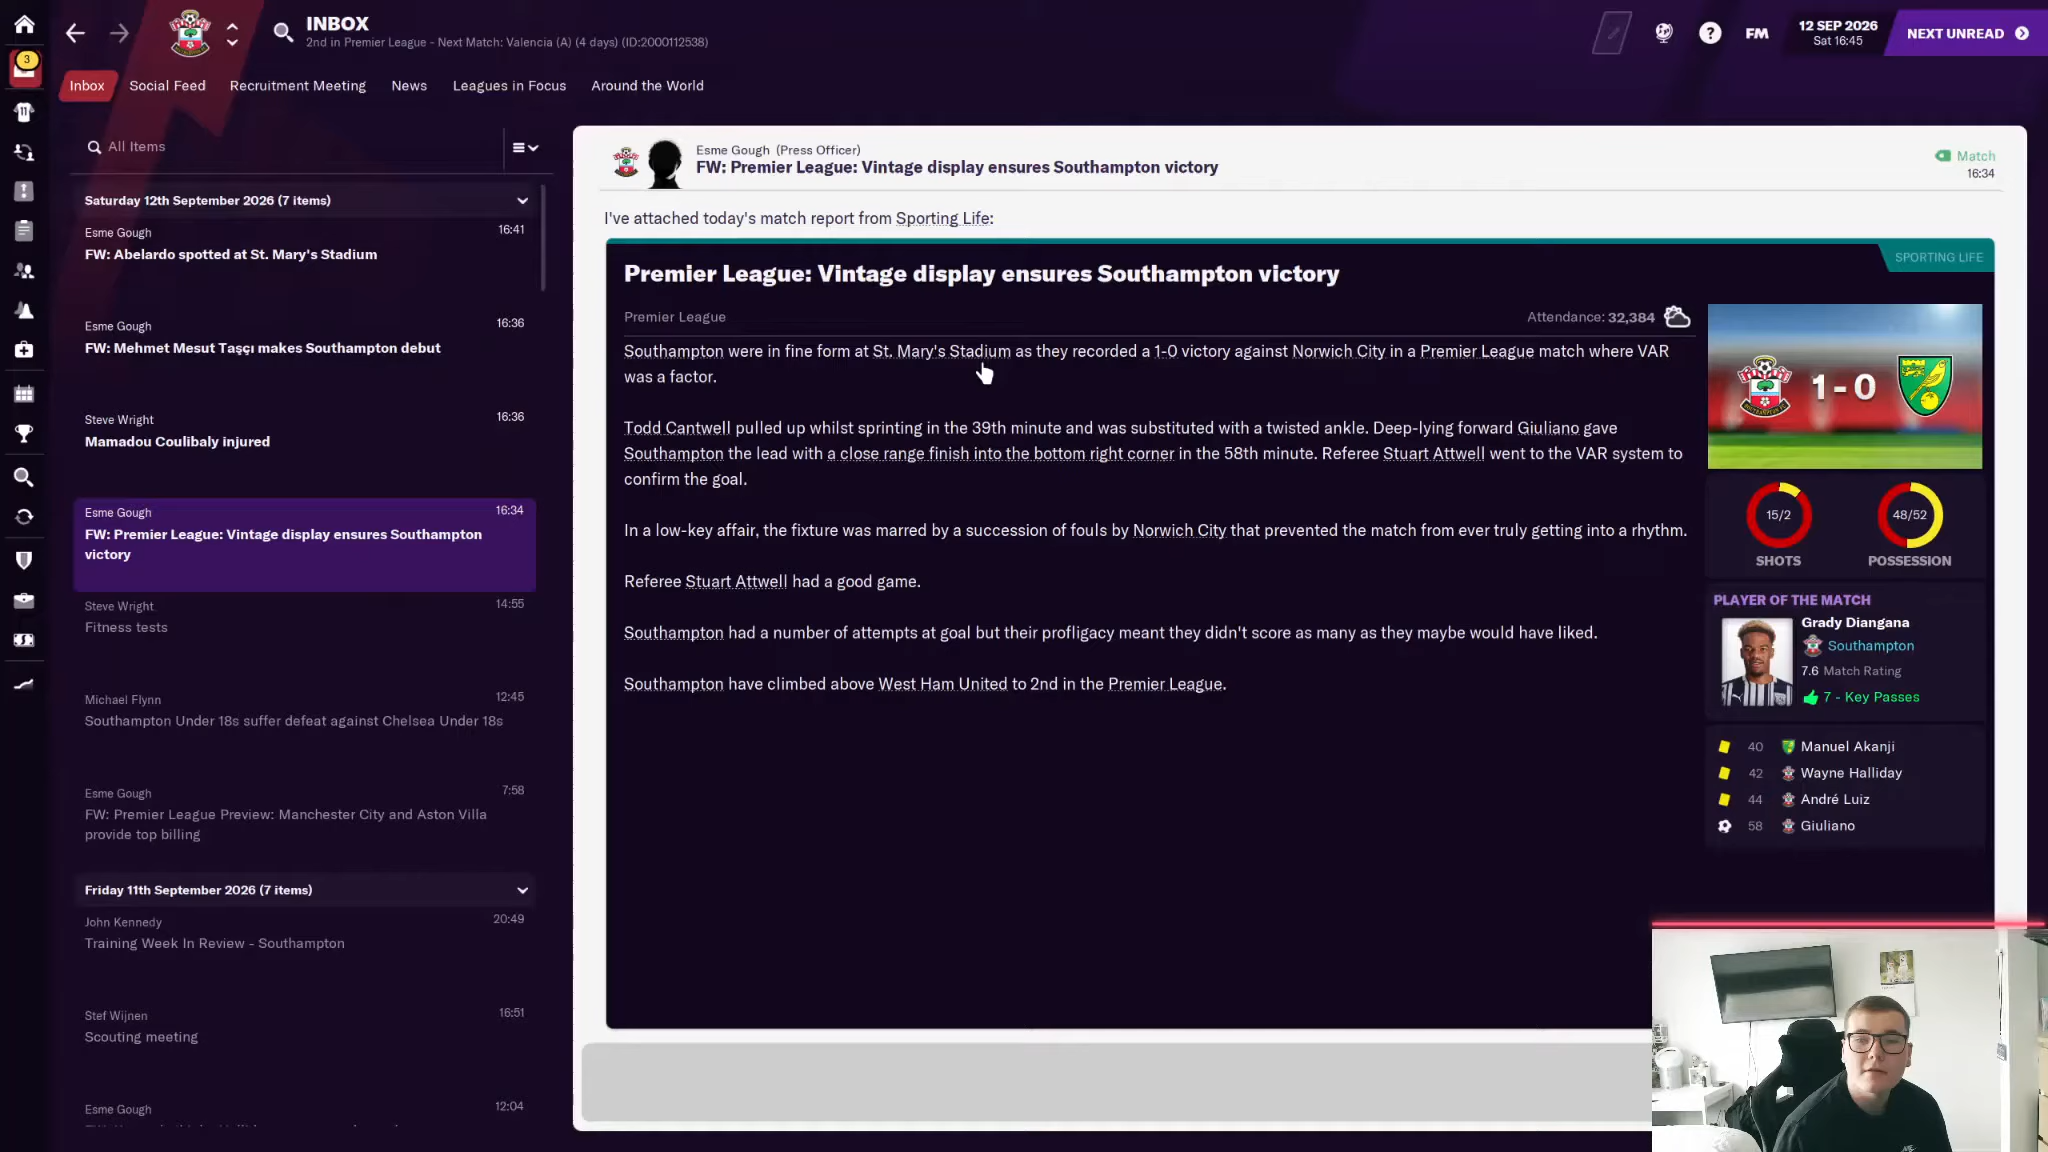 INBOX
2nd in Premier League - Next Match: Valencia (A) (4 days) (ID:2000112538)
FM
12 SEP 2026
Sat 16:45
NEXT UNREAD
3
Inbox
Social Feed
Recruitment Meeting
News
Leagues in Focus
Around the World
All Items
Saturday 12th September 2026 (7 items)
Esme Gough
16:41
FW: Abelardo spotted at St. Mary's Stadium
Esme Gough
16:36
FW: Mehmet Mesut Taşçı makes Southampton debut
Steve Wright
16:36
Mamadou Coulibaly injured
Esme Gough
16:34
FW: Premier League: Vintage display ensures Southampton
victory
Steve Wright
14:55
Fitness tests
Michael Flynn
12:45
Southampton Under 18s suffer defeat against Chelsea Under 18s
Esme Gough
7:58
FW: Premier League Preview: Manchester City and Aston Villa
provide top billing
Friday 11th September 2026 (7 items)
John Kennedy
20:49
Training Week In Review - Southampton
Stef Wijnen
16:51
Scouting meeting
Esme Gough
12:04
Esme Gough (Press Officer)
FW: Premier League: Vintage display ensures Southampton victory
Match
16:34
I've attached today's match report from Sporting Life:
SPORTING LIFE
Premier League: Vintage display ensures Southampton victory
Premier League
Attendance: 32,384
Southampton were in fine form at St. Mary's Stadium as they recorded a 1-0 victory against Norwich City in a Premier League match where VAR
was a factor.
Todd Cantwell pulled up whilst sprinting in the 39th minute and was substituted with a twisted ankle. Deep-lying forward Giuliano gave
Southampton the lead with a close range finish into the bottom right corner in the 58th minute. Referee Stuart Attwell went to the VAR system to
confirm the goal.
In a low-key affair, the fixture was marred by a succession of fouls by Norwich City that prevented the match from ever truly getting into a rhythm.
Referee Stuart Attwell had a good game.
Southampton had a number of attempts at goal but their profligacy meant they didn't score as many as they maybe would have liked.
Southampton have climbed above West Ham United to 2nd in the Premier League.
1 - 0
15/2
SHOTS
48/52
POSSESSION
PLAYER OF THE MATCH
Grady Diangana
Southampton
7.6 Match Rating
7 - Key Passes
40 Manuel Akanji
42 Wayne Halliday
44 André Luiz
58 Giuliano